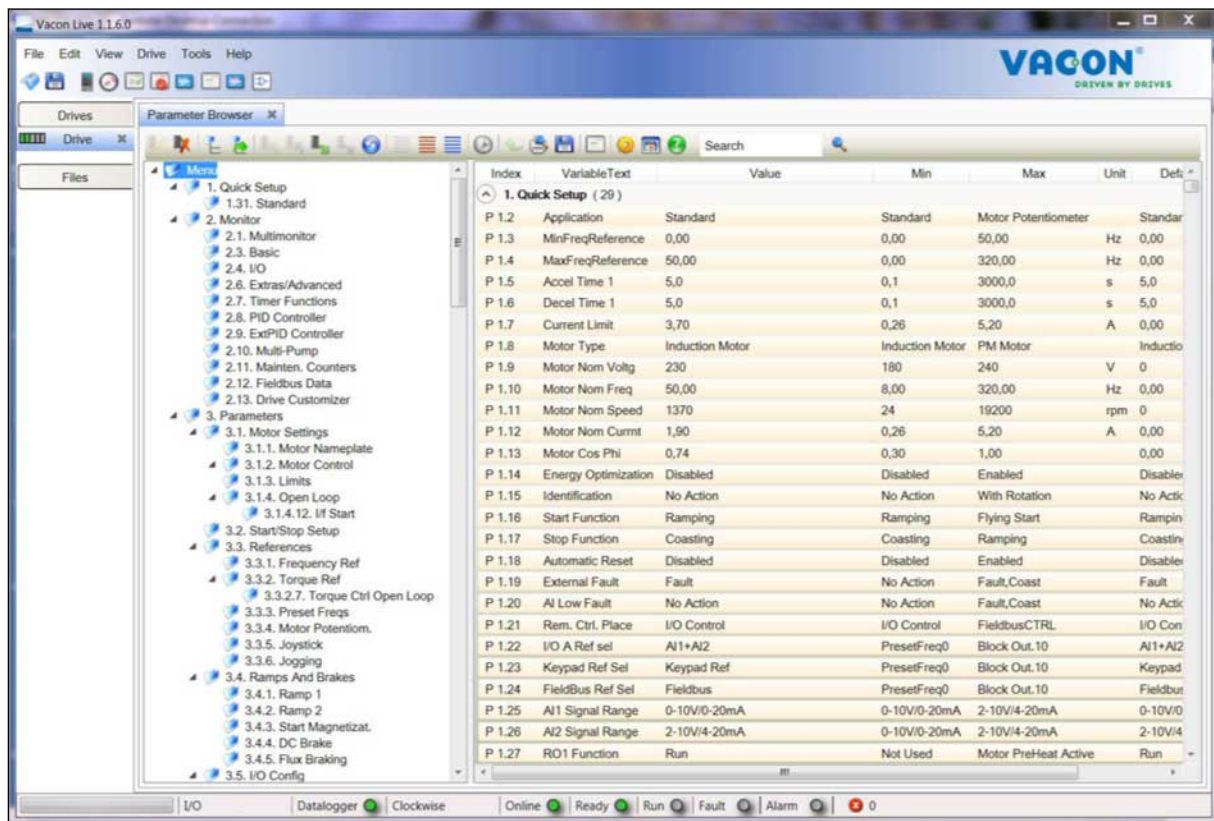 Vacon Live 1.1.6.0
File Edit View Drive Tools Help
VACON®
DRIVEN BY DRIVES
Drives
Drive
Files
Parameter Browser
Search
Menu
1. Quick Setup
1.31. Standard
2. Monitor
2.1. Multimonitor
2.3. Basic
2.4. I/O
2.6. Extras/Advanced
2.7. Timer Functions
2.8. PID Controller
2.9. ExtPID Controller
2.10. Multi-Pump
2.11. Mainten. Counters
2.12. Fieldbus Data
2.13. Drive Customizer
3. Parameters
3.1. Motor Settings
3.1.1. Motor Nameplate
3.1.2. Motor Control
3.1.3. Limits
3.1.4. Open Loop
3.1.4.12. I/f Start
3.2. Start/Stop Setup
3.3. References
3.3.1. Frequency Ref
3.3.2. Torque Ref
3.3.2.7. Torque Ctrl Open Loop
3.3.3. Preset Freqs
3.3.4. Motor Potentiom.
3.3.5. Joystick
3.3.6. Jogging
3.4. Ramps And Brakes
3.4.1. Ramp 1
3.4.2. Ramp 2
3.4.3. Start Magnetizat.
3.4.4. DC Brake
3.4.5. Flux Braking
3.5. I/O Config
Index VariableText Value Min Max Unit Defa
1. Quick Setup (29)
P 1.2 Application Standard Standard Motor Potentiometer Standar
P 1.3 MinFreqReference 0,00 0,00 50,00 Hz 0,00
P 1.4 MaxFreqReference 50,00 0,00 320,00 Hz 0,00
P 1.5 Accel Time 1 5,0 0,1 3000,0 s 5,0
P 1.6 Decel Time 1 5,0 0,1 3000,0 s 5,0
P 1.7 Current Limit 3,70 0,26 5,20 A 0,00
P 1.8 Motor Type Induction Motor Induction Motor PM Motor Inductio
P 1.9 Motor Nom Voltg 230 180 240 V 0
P 1.10 Motor Nom Freq 50,00 8,00 320,00 Hz 0,00
P 1.11 Motor Nom Speed 1370 24 19200 rpm 0
P 1.12 Motor Nom Currnt 1,90 0,26 5,20 A 0,00
P 1.13 Motor Cos Phi 0,74 0,30 1,00 0,00
P 1.14 Energy Optimization Disabled Disabled Enabled Disable
P 1.15 Identification No Action No Action With Rotation No Actic
P 1.16 Start Function Ramping Ramping Flying Start Rampin
P 1.17 Stop Function Coasting Coasting Ramping Coastin
P 1.18 Automatic Reset Disabled Disabled Enabled Disable
P 1.19 External Fault Fault No Action Fault,Coast Fault
P 1.20 AI Low Fault No Action No Action Fault,Coast No Actic
P 1.21 Rem. Ctrl. Place I/O Control I/O Control FieldbusCTRL I/O Con
P 1.22 I/O A Ref sel AI1+AI2 PresetFreq0 Block Out.10 AI1+AI2
P 1.23 Keypad Ref Sel Keypad Ref PresetFreq0 Block Out.10 Keypad
P 1.24 FieldBus Ref Sel Fieldbus PresetFreq0 Block Out.10 Fieldbus
P 1.25 AI1 Signal Range 0-10V/0-20mA 0-10V/0-20mA 2-10V/4-20mA 0-10V/0
P 1.26 AI2 Signal Range 2-10V/4-20mA 0-10V/0-20mA 2-10V/4-20mA 2-10V/4
P 1.27 RO1 Function Run Not Used Motor PreHeat Active Run
I/O Datalogger Clockwise Online Ready Run Fault Alarm 0